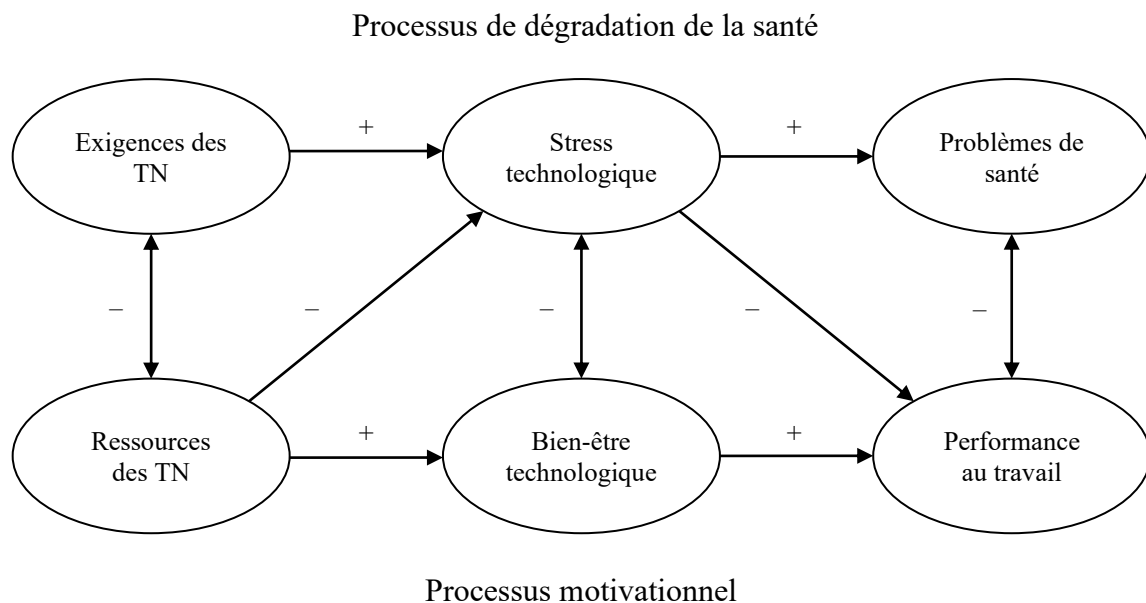 Processus de dégradation de la santé
Exigences des
TN
+
Stress
technologique
+
Problèmes de
santé
–
–
–
–
–
Ressources
des TN
+
Bien-être
technologique
+
Performance
au travail
Processus motivationnel